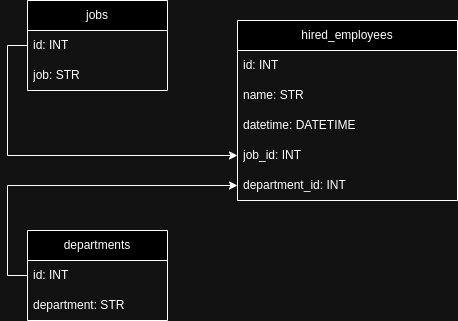 jobs
id: INT
job: STR
hired_employees
id: INT
name: STR
datetime: DATETIME
job_id: INT
department_id: INT
departments
id: INT
department: STR